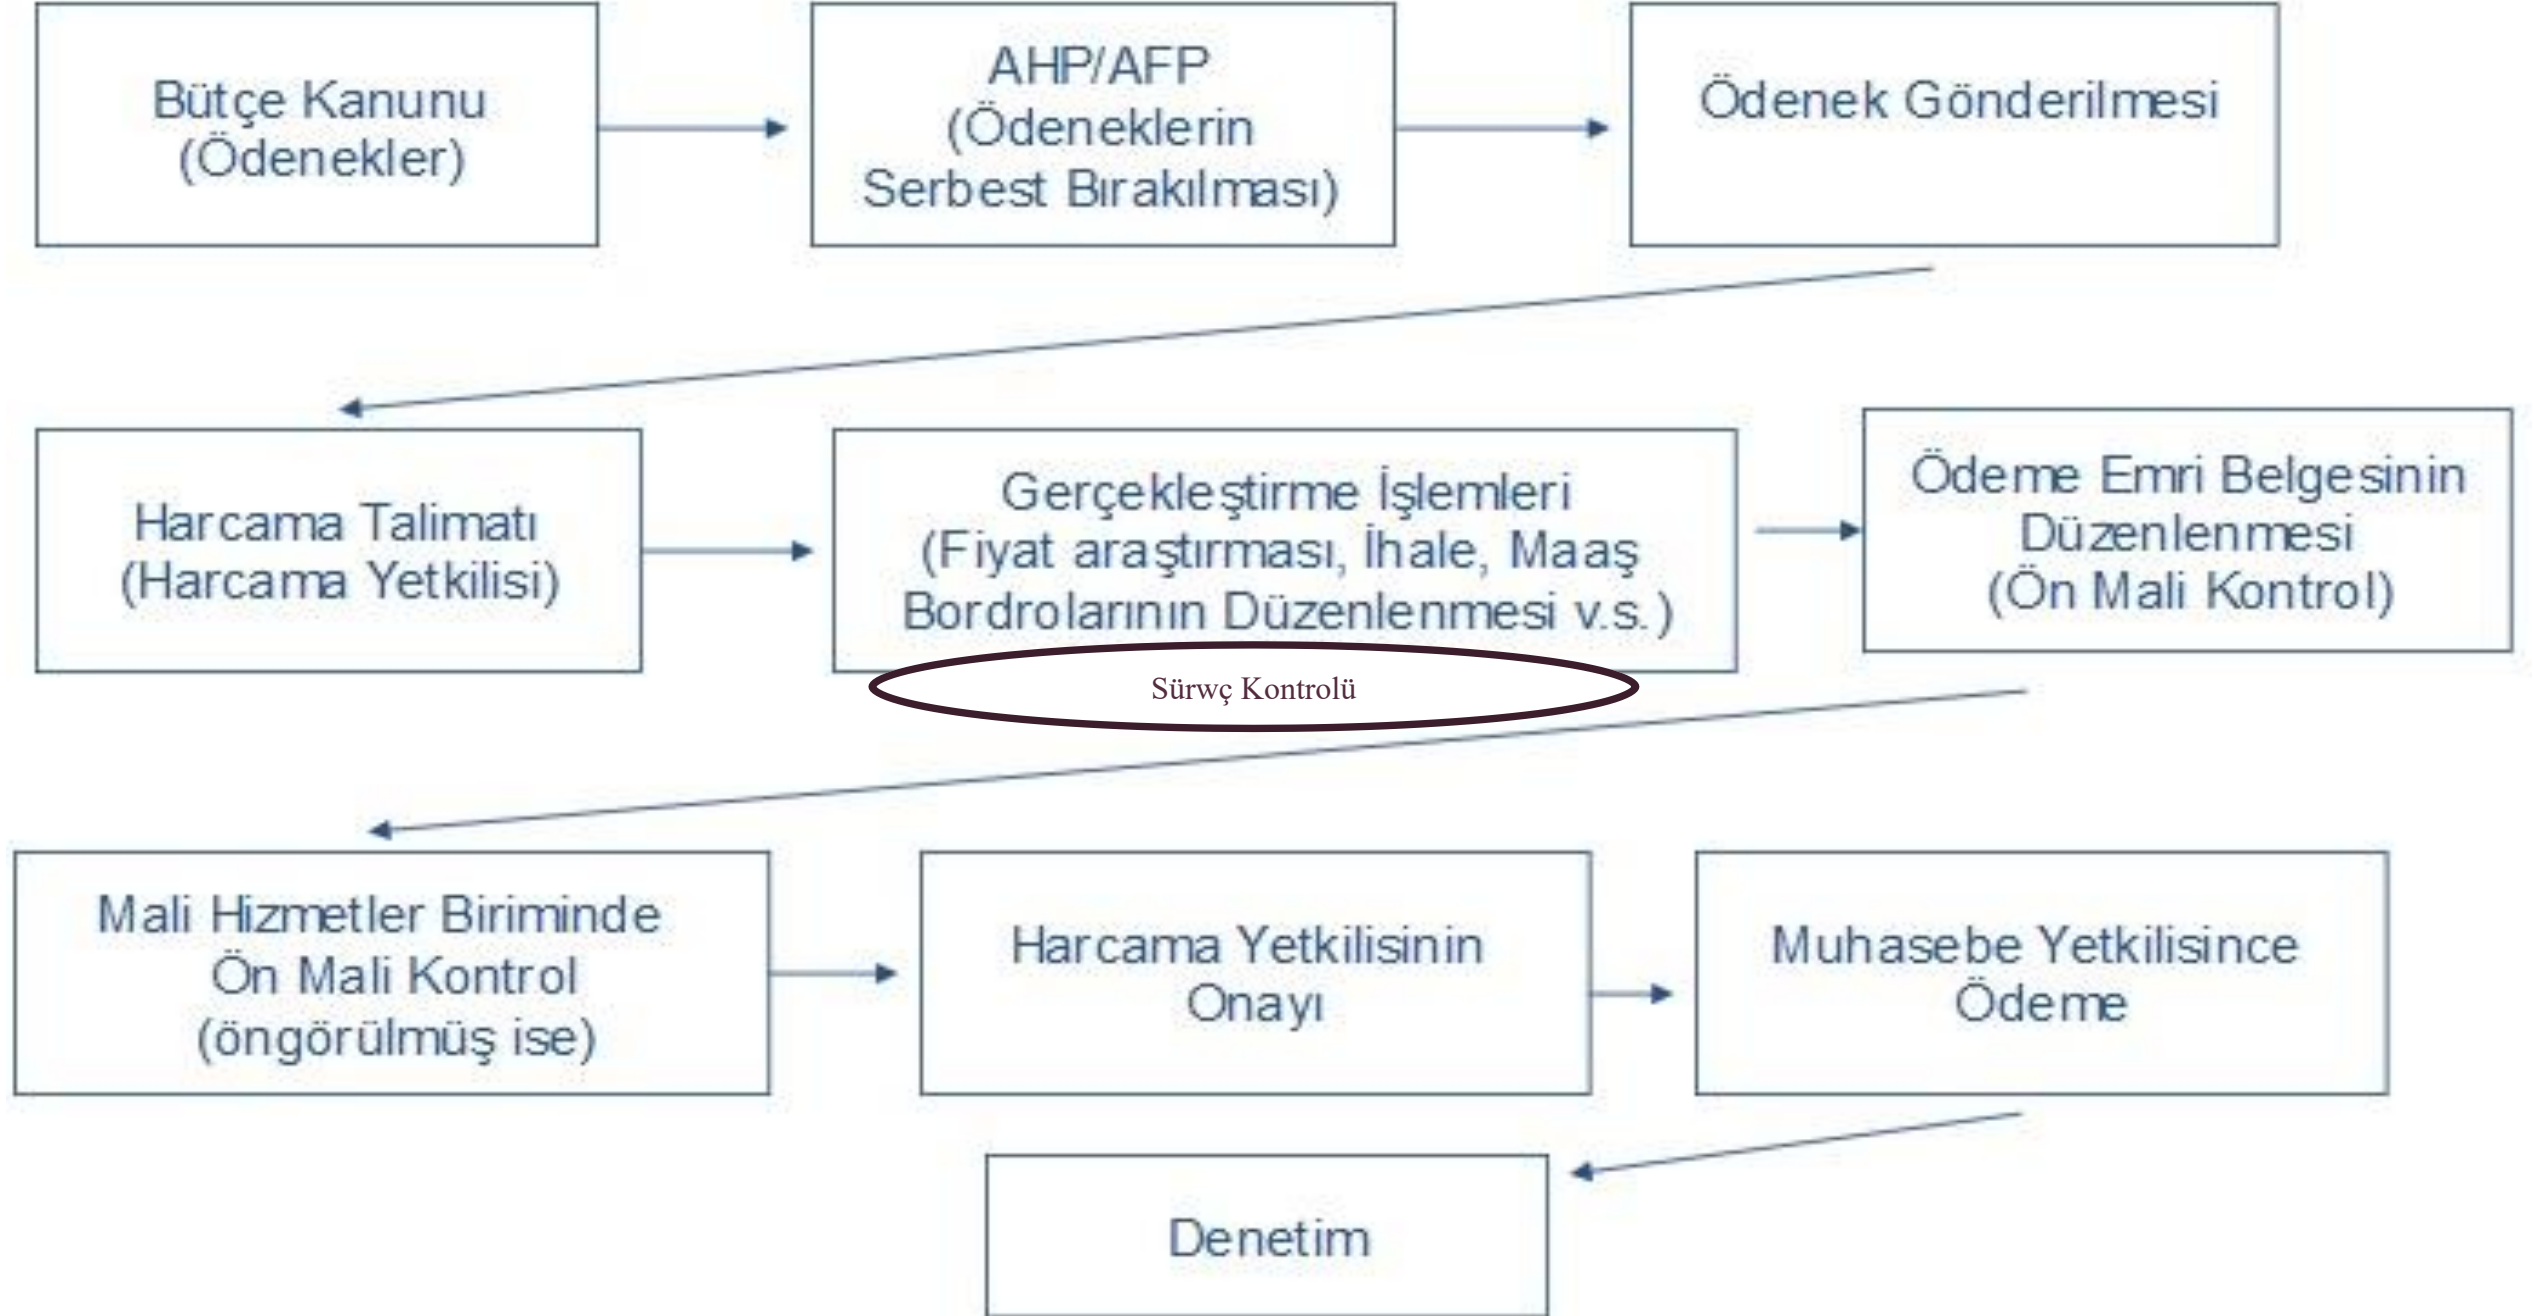 Bütçe Kanunu
(Ödenekler)
AHP/AFP
(Ödeneklerin
Serbest Bırakılması)
Ödenek Gönderilmesi
Harcama Talimatı
(Harcama Yetkilisi)
Gerçekleştirme İşlemleri
(Fiyat araştırması, İhale, Maaş
Bordrolarının Düzenlenmesi v.s.)
Sürwç Kontrolü
Ödeme Emri Belgesinin
Düzenlenmesi
(Ön Mali Kontrol)
Mali Hizmetler Biriminde
Ön Mali Kontrol
(öngörülmüş ise)
Harcama Yetkilisinin
Onayı
Muhasebe Yetkilisince
Ödeme
Denetim